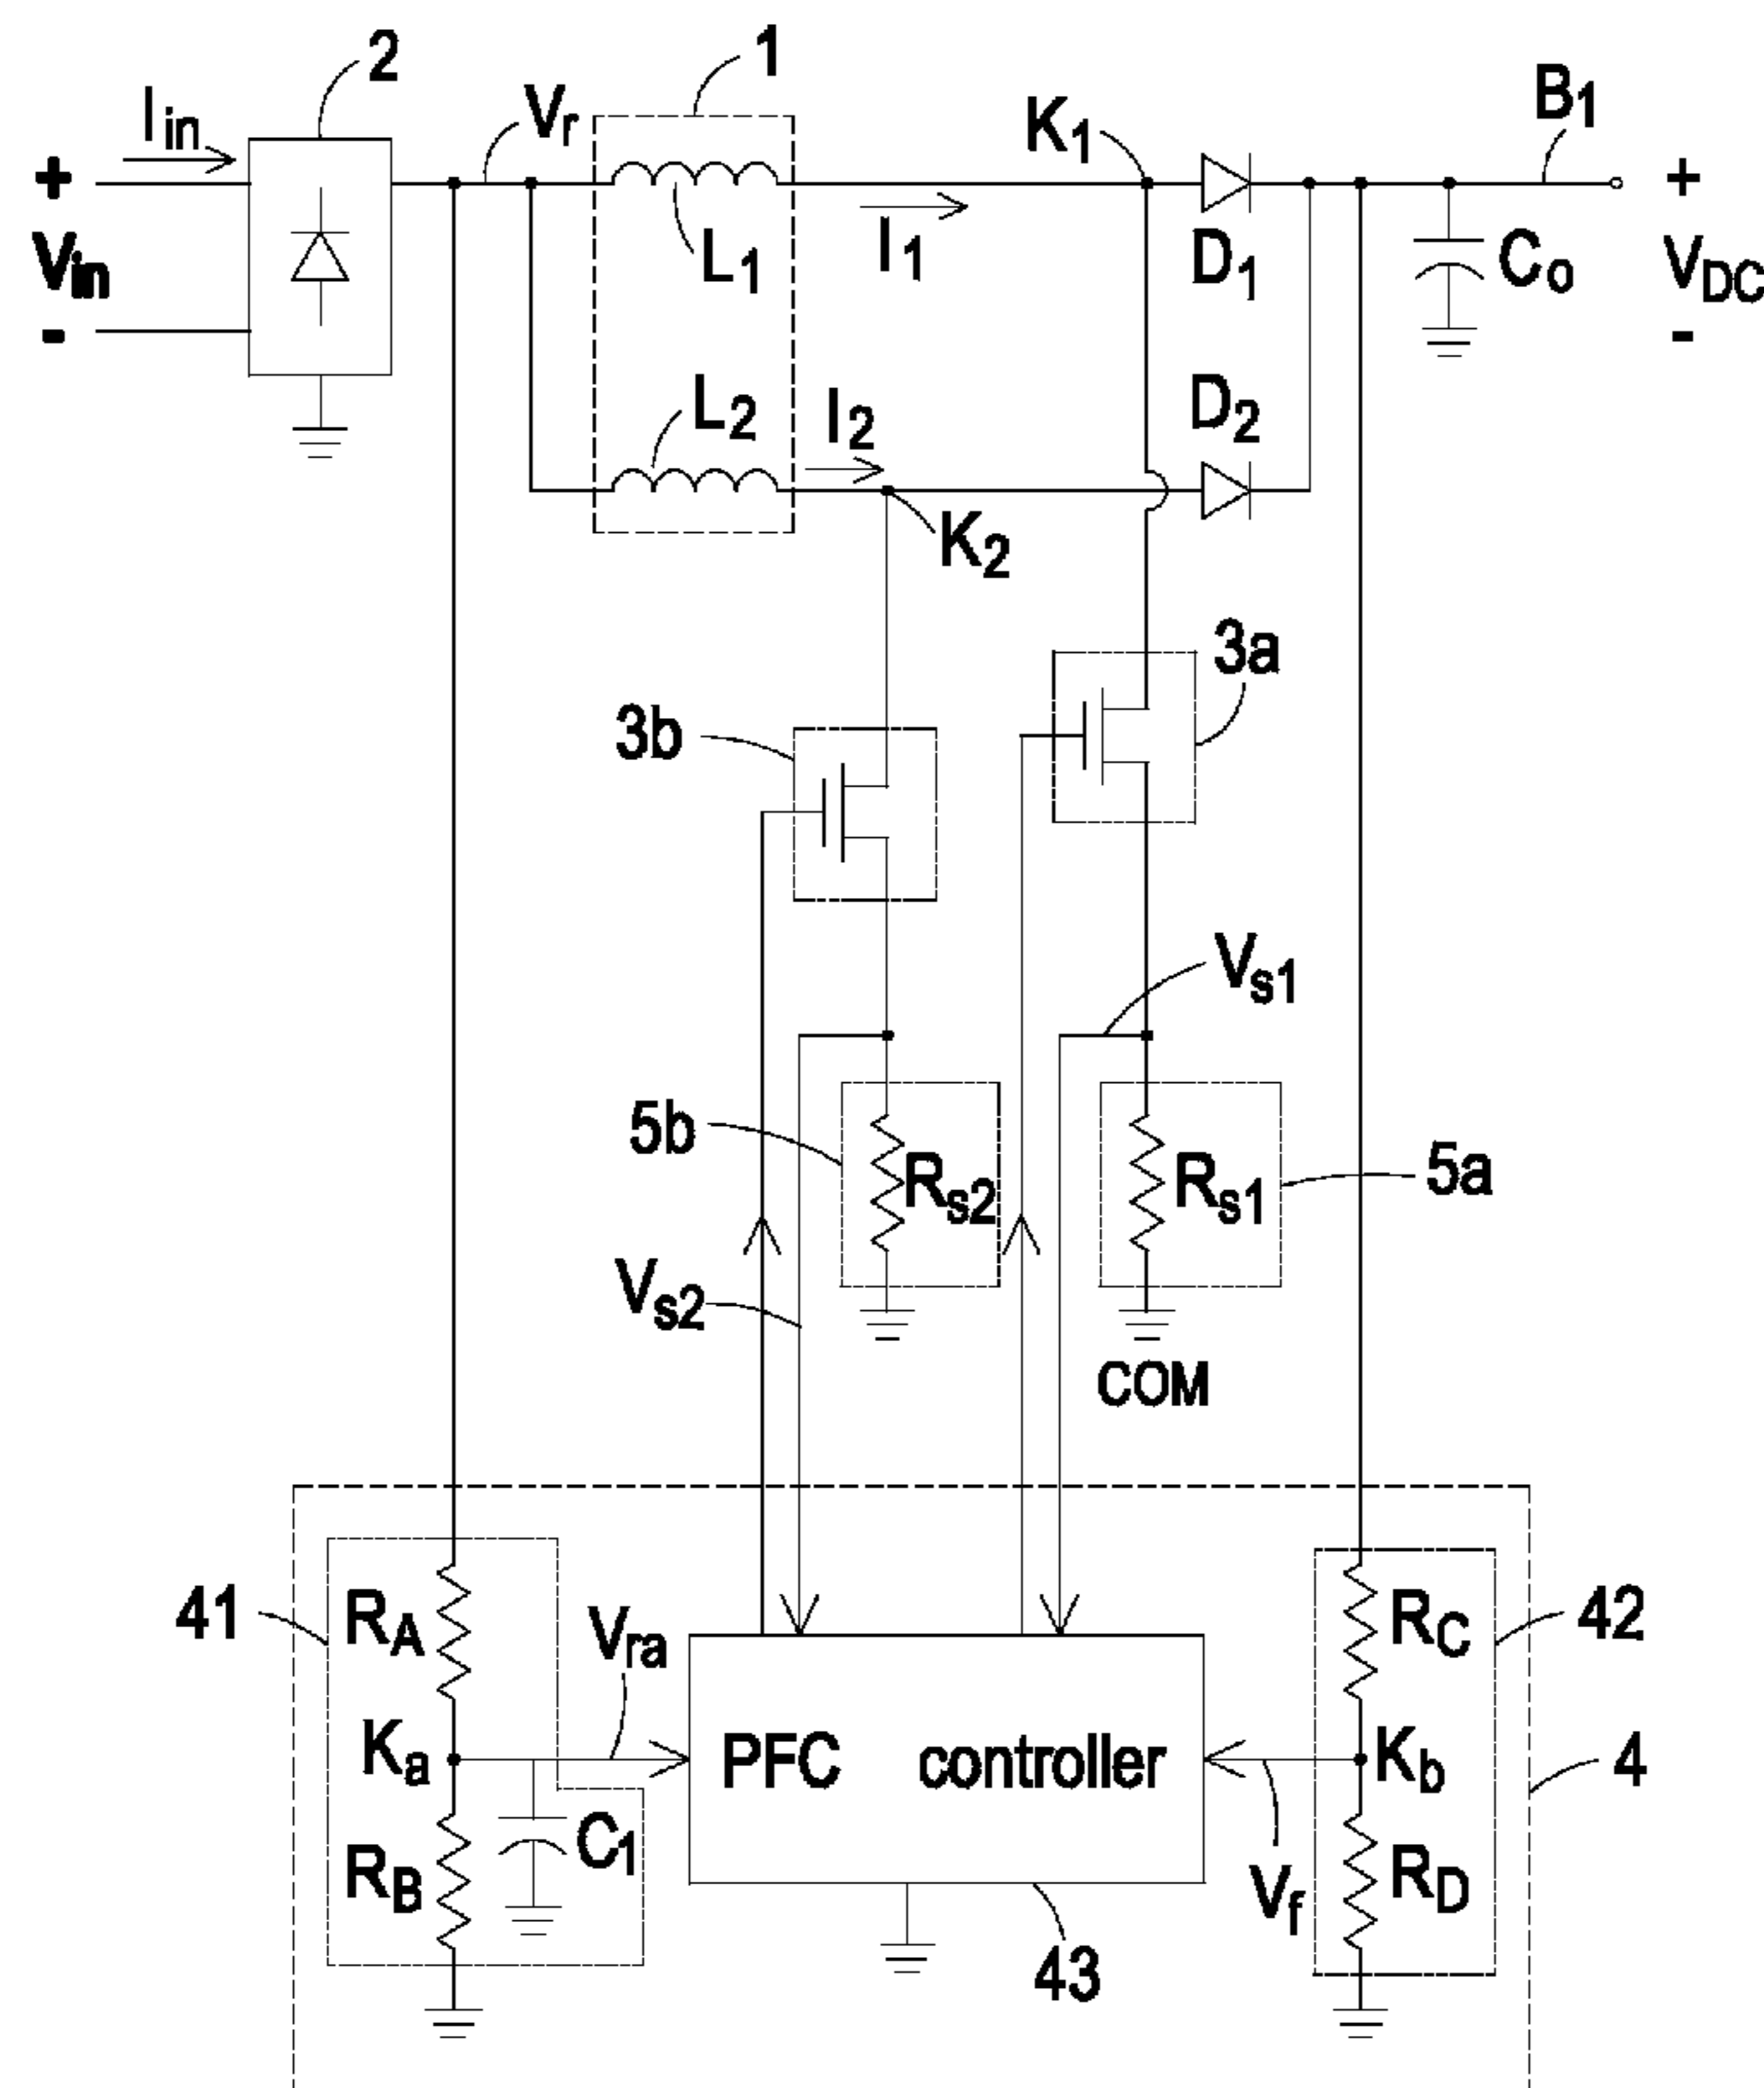 2
1
Iin
Vr
K1
B1
+
+
Vin
L1
I1
D1
Co
VDC
-
-
L2
I2
D2
K2
3a
3b
Vs1
5b
Rs2
Rs1
5a
Vs2
COM
41
RA
Vra
RC
42
Ka
PFC controller
Kb
4
RB
C1
Vf
RD
43